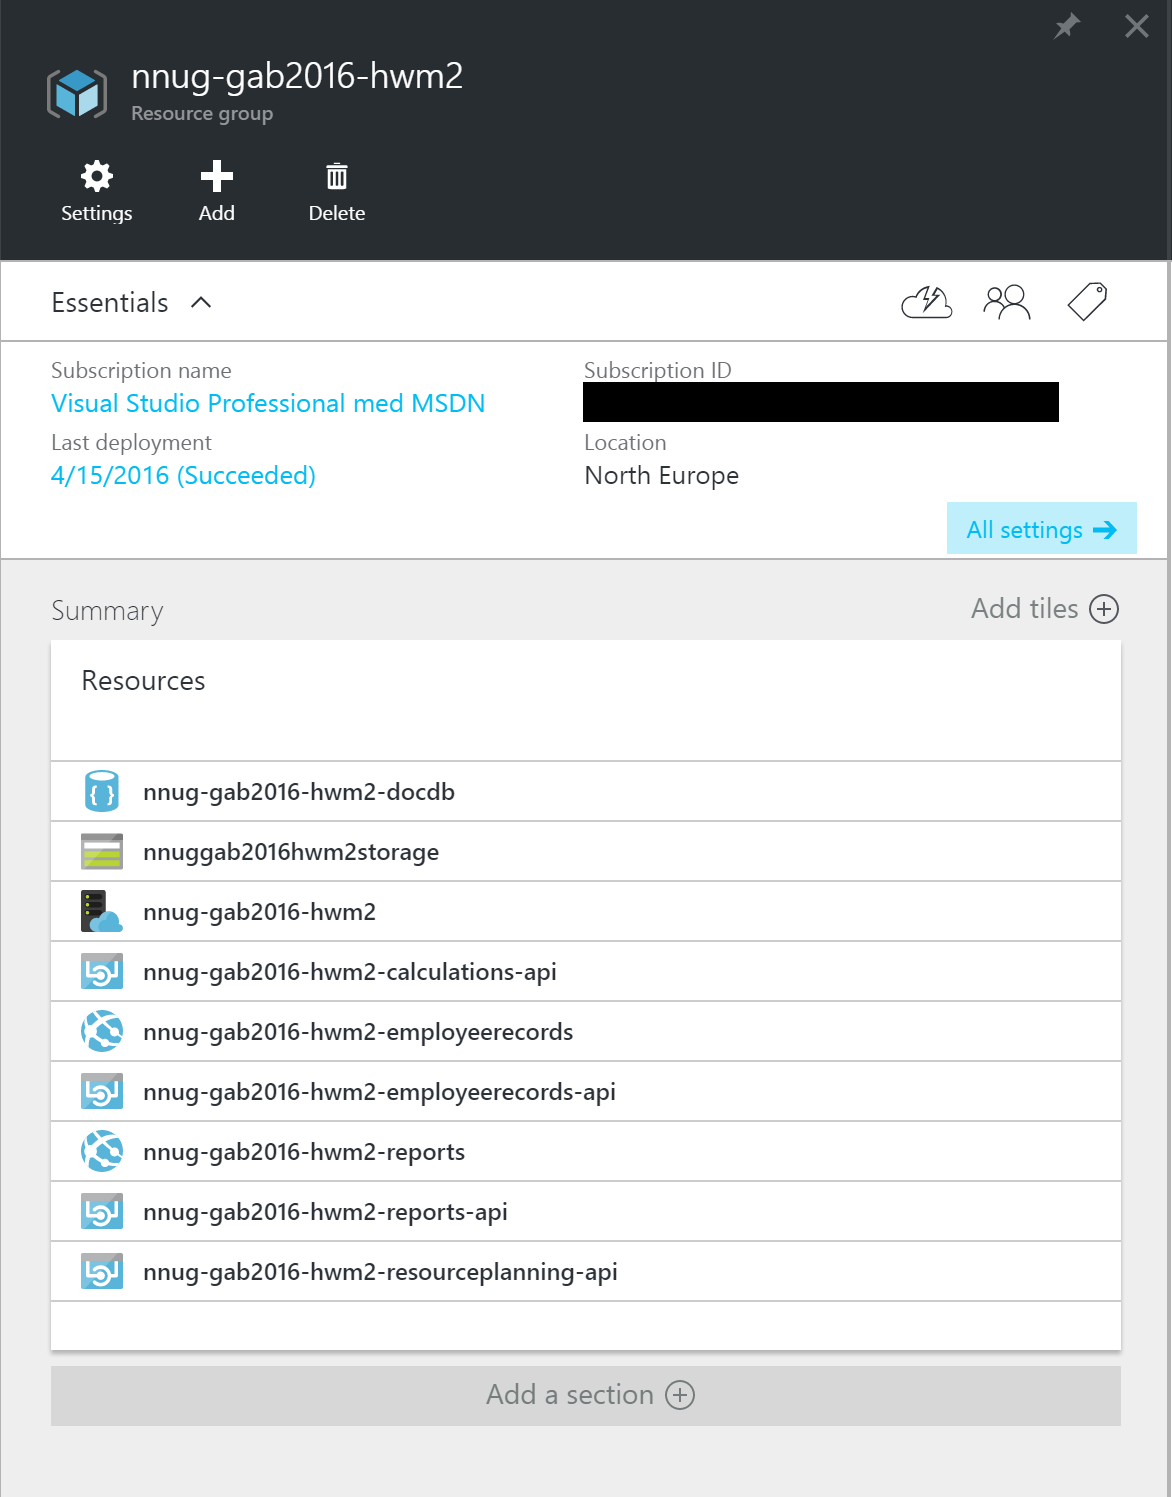 nnug-gab2016-hwm2
Resource group
Settings
Add
Delete
Essentials
Subscription name
Subscription ID
Visual Studio Professional med MSDN
Last deployment
Location
4/15/2016 (Succeeded)
North Europe
All settings
Summary
Add tiles
Resources
nnug-gab2016-hwm2-docdb
nnuggab2016hwm2storage
nnug-gab2016-hwm2
nnug-gab2016-hwm2-calculations-api
nnug-gab2016-hwm2-employeerecords
nnug-gab2016-hwm2-employeerecords-api
nnug-gab2016-hwm2-reports
nnug-gab2016-hwm2-reports-api
nnug-gab2016-hwm2-resourceplanning-api
Add a section